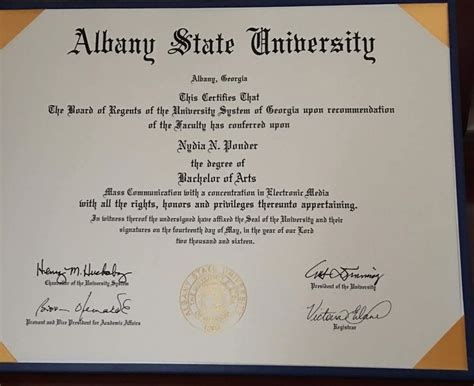 Albany State University
Albany, Georgia
This Certifies That
The Board of Regents of the University System of Georgia upon recommendation
of the Faculty has conferred upon
Nydia N. Ponder
the degree of
Bachelor of Arts
Mass Communication with a concentration in Electronic Media
with all the rights, honors and privileges thereunto appertaining.
In witness thereof the undersigned have affixed the Seal of the University and their
signatures on the fourteenth day of May, in the year of our Lord
two thousand and sixteen.
Henry M. Huckaby
Chancellor of the University System
President of the University
ALBANY STATE UNIVERSITY
Provost and Vice President for Academic Affairs
Registrar